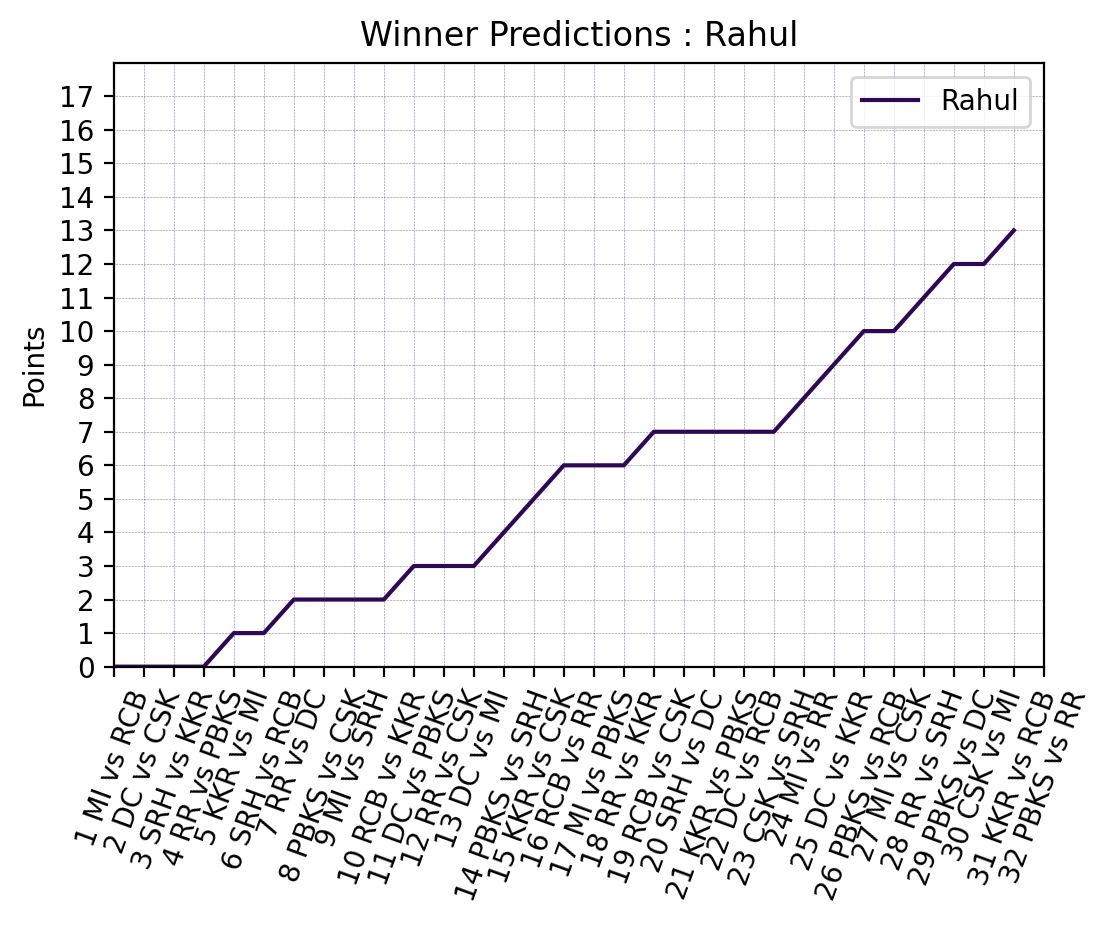 Winner Predictions : Rahul
Rahul
Points
17
16
15
14
13
12
11
10
9
8
7
6
5
4
3
2
1
0
1 MI vs RCB
2 DC vs CSK
3 SRH vs KKR
4 RR vs PBKS
5 KKR vs MI
6 SRH vs RCB
7 RR vs DC
8 PBKS vs CSK
9 MI vs SRH
10 RCB vs KKR
11 DC vs PBKS
12 RR vs CSK
13 DC vs MI
14 PBKS vs SRH
15 KKR vs CSK
16 RCB vs RR
17 MI vs PBKS
18 RR vs KKR
19 RCB vs CSK
20 SRH vs DC
21 KKR vs PBKS
22 DC vs RCB
23 CSK vs SRH
24 MI vs RR
25 DC vs KKR
26 PBKS vs RCB
27 MI vs CSK
28 RR vs SRH
29 PBKS vs DC
30 CSK vs MI
31 KKR vs RCB
32 PBKS vs RR